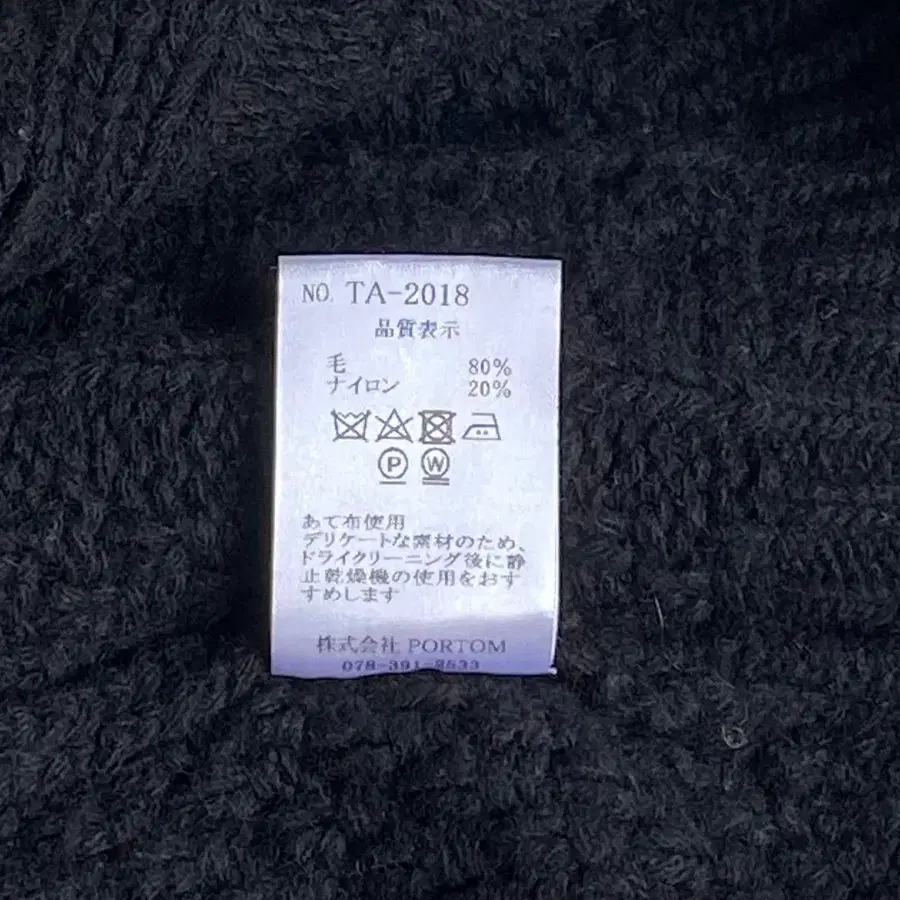 NO. TA-2018
品質表示
毛 80%
ナイロン 20%
P W
あて布使用
デリケートな素材のため、
ドライクリーニング後に静
止乾燥機の使用をおす
すめします
株式会社 PORTOM
078-391-8533